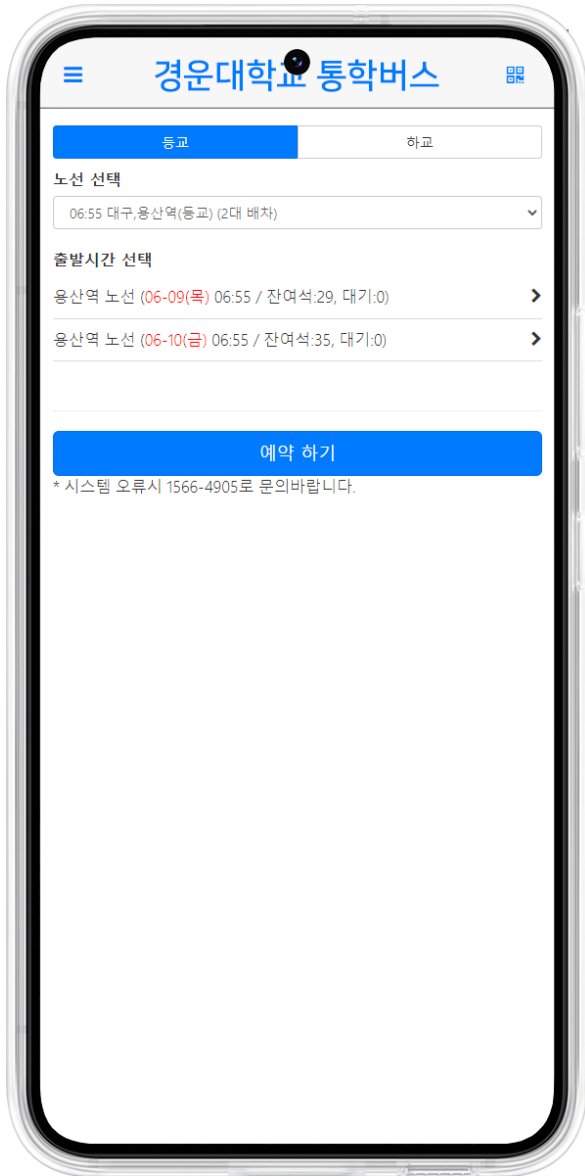 경운대학교 통학버스
등교 하교
노선 선택
06:55 대구,용산역(등교) (2대 배차)
출발시간 선택
용산역 노선 (06-09(목) 06:55 / 잔여석:29, 대기:0)
용산역 노선 (06-10(금) 06:55 / 잔여석:35, 대기:0)
예약 하기
* 시스템 오류시 1566-4905로 문의바랍니다.